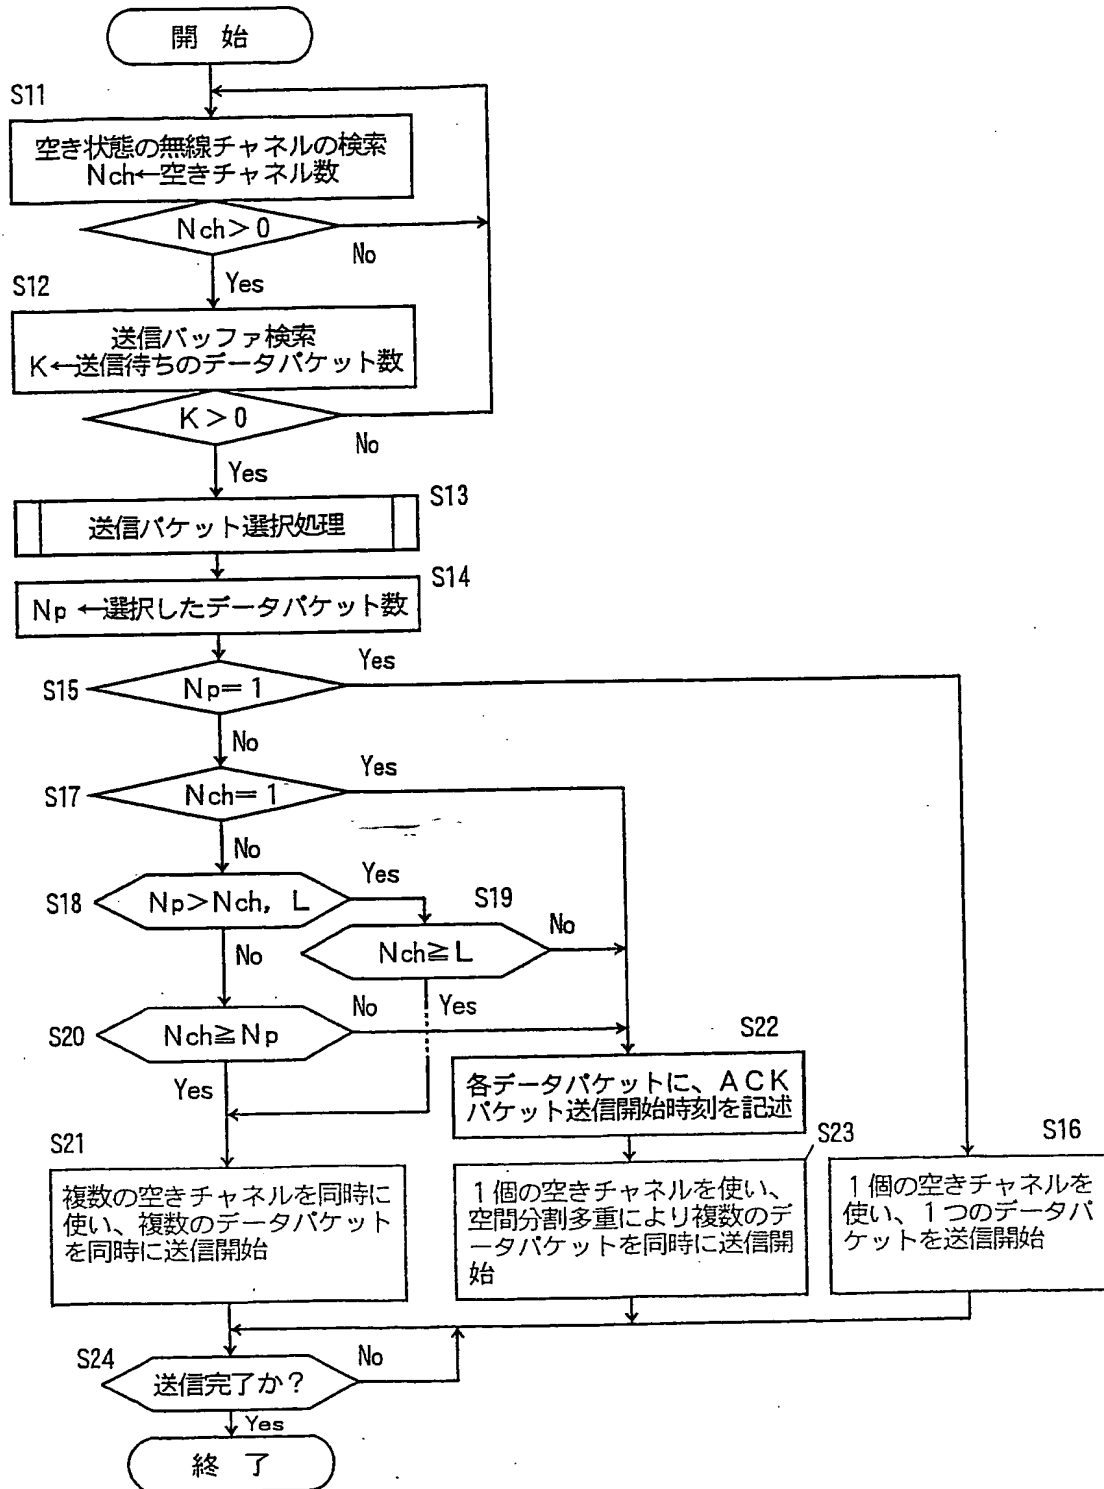 開 始
S11
空き状態の無線チャネルの検索
Nch←空きチャネル数
Nch>0
No
Yes
S12
送信バッファ検索
K←送信待ちのデータパケット数
K>0
No
Yes
S13
送信パケット選択処理
S14
Np←選択したデータパケット数
S15
Np=1
Yes
No
S17
Nch=1
Yes
No
S18
Np>Nch, L
Yes
No
S19
Nch≧L
No
Yes
S20
Nch≧Np
No
Yes
S22
各データパケットに、ACK
パケット送信開始時刻を記述
S21
複数の空きチャネルを同時に
使い、複数のデータパケット
を同時に送信開始
S23
1個の空きチャネルを使い、
空間分割多重により複数のデ
ータパケットを同時に送信開
始
S16
1個の空きチャネルを
使い、1つのデータパ
ケットを送信開始
S24
送信完了か?
No
Yes
終 了